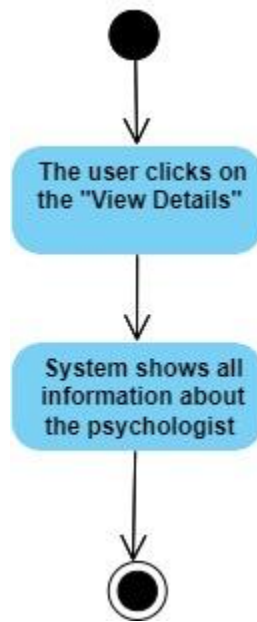 The user clicks on
the "View Details"
System shows all
information about
the psychologist